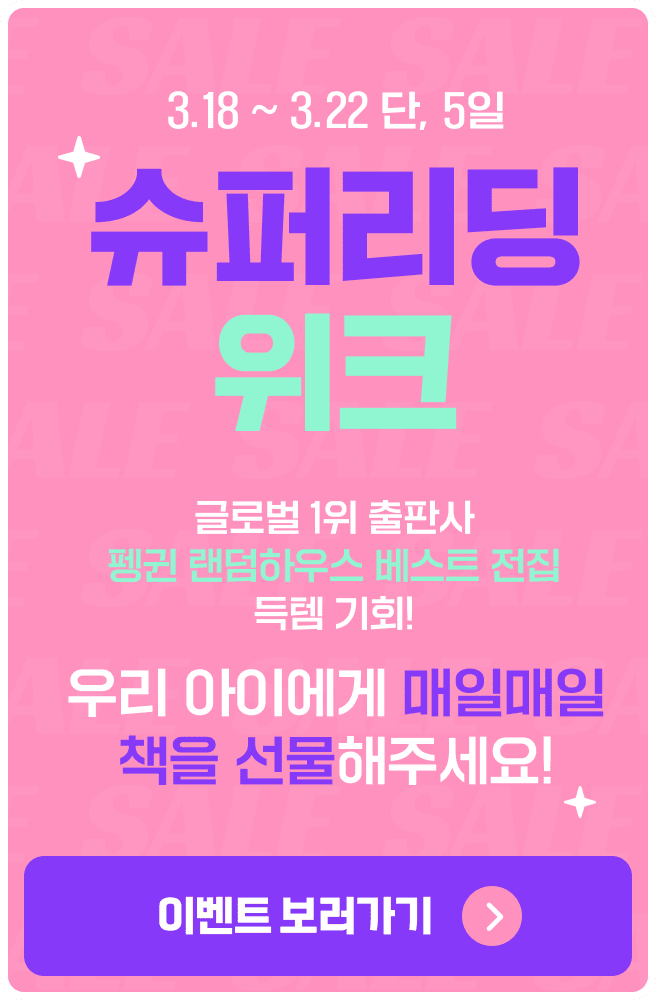 3.18 ~ 3.22 단, 5일
슈퍼리딩
위크
글로벌 1위 출판사
펭귄 랜덤하우스 베스트 전집
득템 기회!
우리 아이에게 매일매일
책을 선물해주세요!
이벤트 보러가기